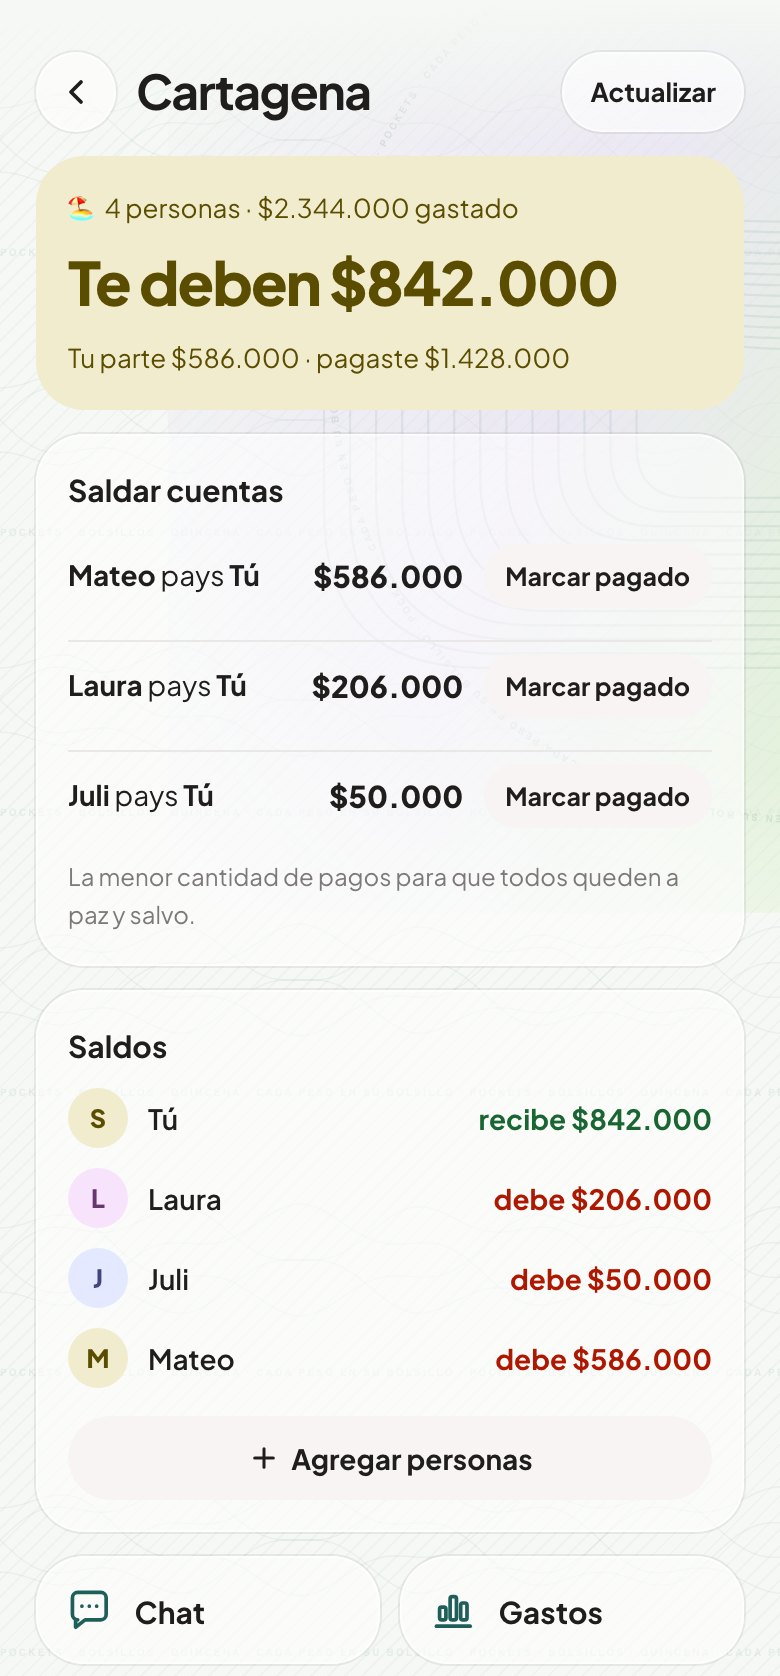 Cartagena
Actualizar
4 personas · $2.344.000 gastado
Te deben $842.000
Tu parte $586.000 · pagaste $1.428.000
Saldar cuentas
Mateo pays Tú $586.000 Marcar pagado
Laura pays Tú $206.000 Marcar pagado
Juli pays Tú $50.000 Marcar pagado
La menor cantidad de pagos para que todos queden a
paz y salvo.
Saldos
S Tú recibe $842.000
L Laura debe $206.000
J Juli debe $50.000
M Mateo debe $586.000
+ Agregar personas
Chat
Gastos